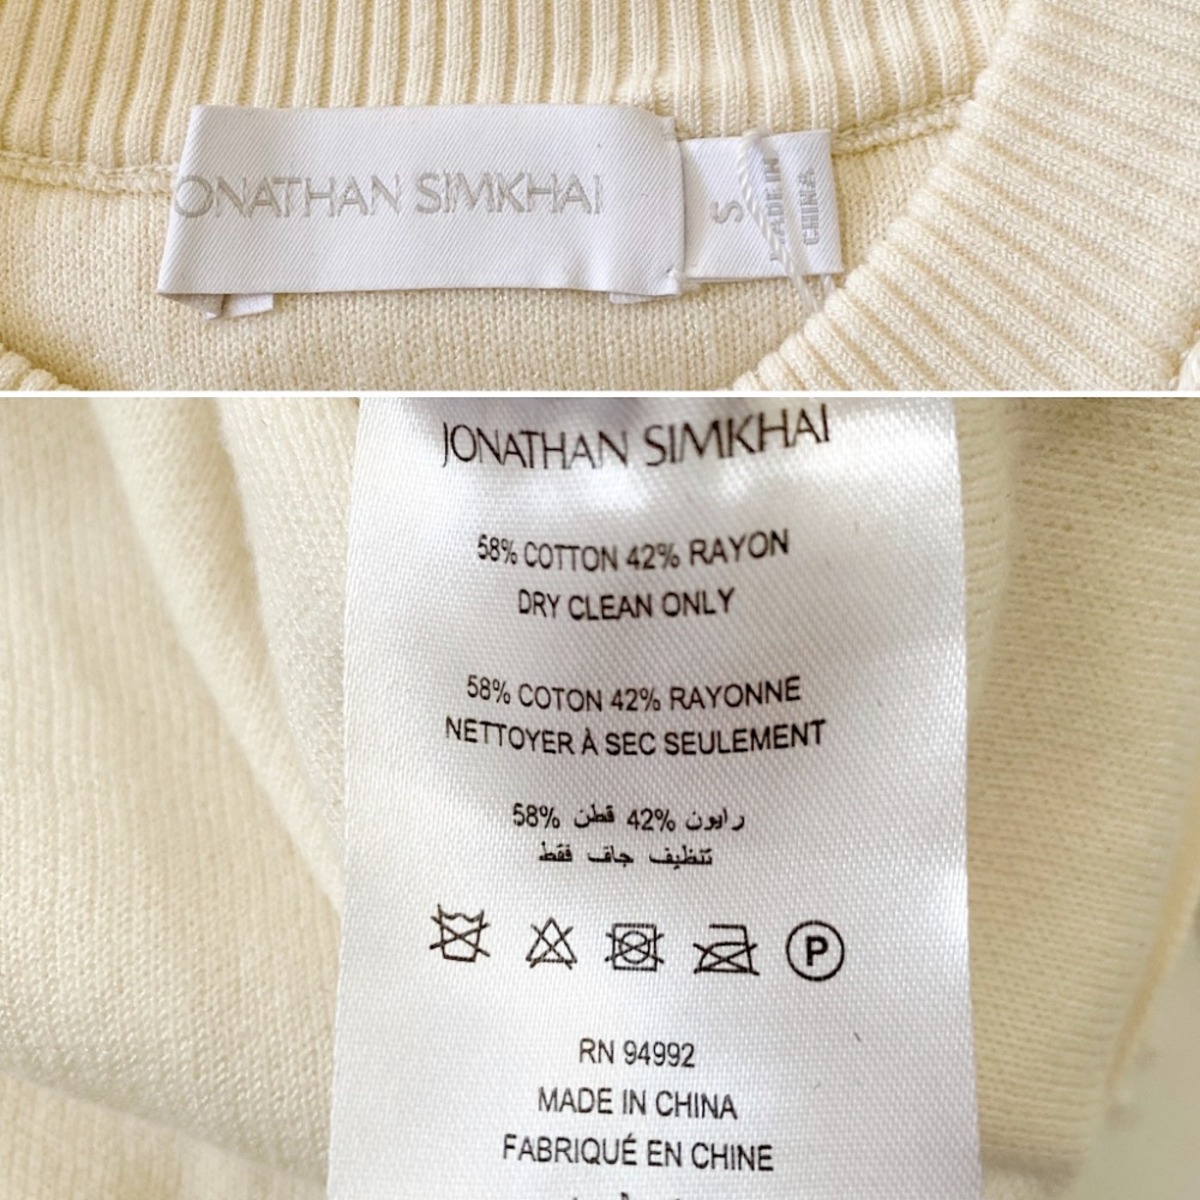 JONATHAN SIMKHAI
S
MADE IN
CHINA
JONATHAN SIMKHAI
58% COTTON 42% RAYON
DRY CLEAN ONLY
58% COTON 42% RAYONNE
NETTOYER À SEC SEULEMENT
58% قطن 42% رايون
تنظيف جاف فقط
P
RN 94992
MADE IN CHINA
FABRIQUÉ EN CHINE